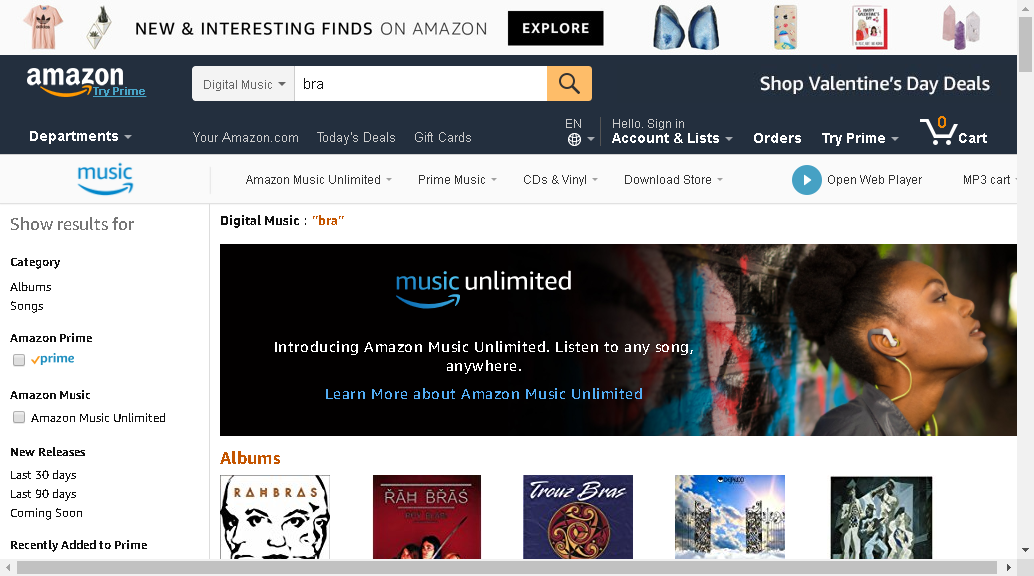 NEW & INTERESTING FINDS ON AMAZON EXPLORE
amazon
Try Prime
Digital Music bra
Shop Valentine's Day Deals
Departments
Your Amazon.com Today's Deals Gift Cards
EN
Hello. Sign in
Account & Lists
Orders
Try Prime
0
Cart
music
Amazon Music Unlimited Prime Music CDs & Vinyl Download Store Open Web Player MP3 cart
Show results for
Category
Albums
Songs
Amazon Prime
prime
Amazon Music
Amazon Music Unlimited
New Releases
Last 30 days
Last 90 days
Coming Soon
Recently Added to Prime
Digital Music : "bra"
music unlimited
Introducing Amazon Music Unlimited. Listen to any song,
anywhere.
Learn More about Amazon Music Unlimited
Albums
RAHBRAS
RÄH BRÄS
Trouz Bras